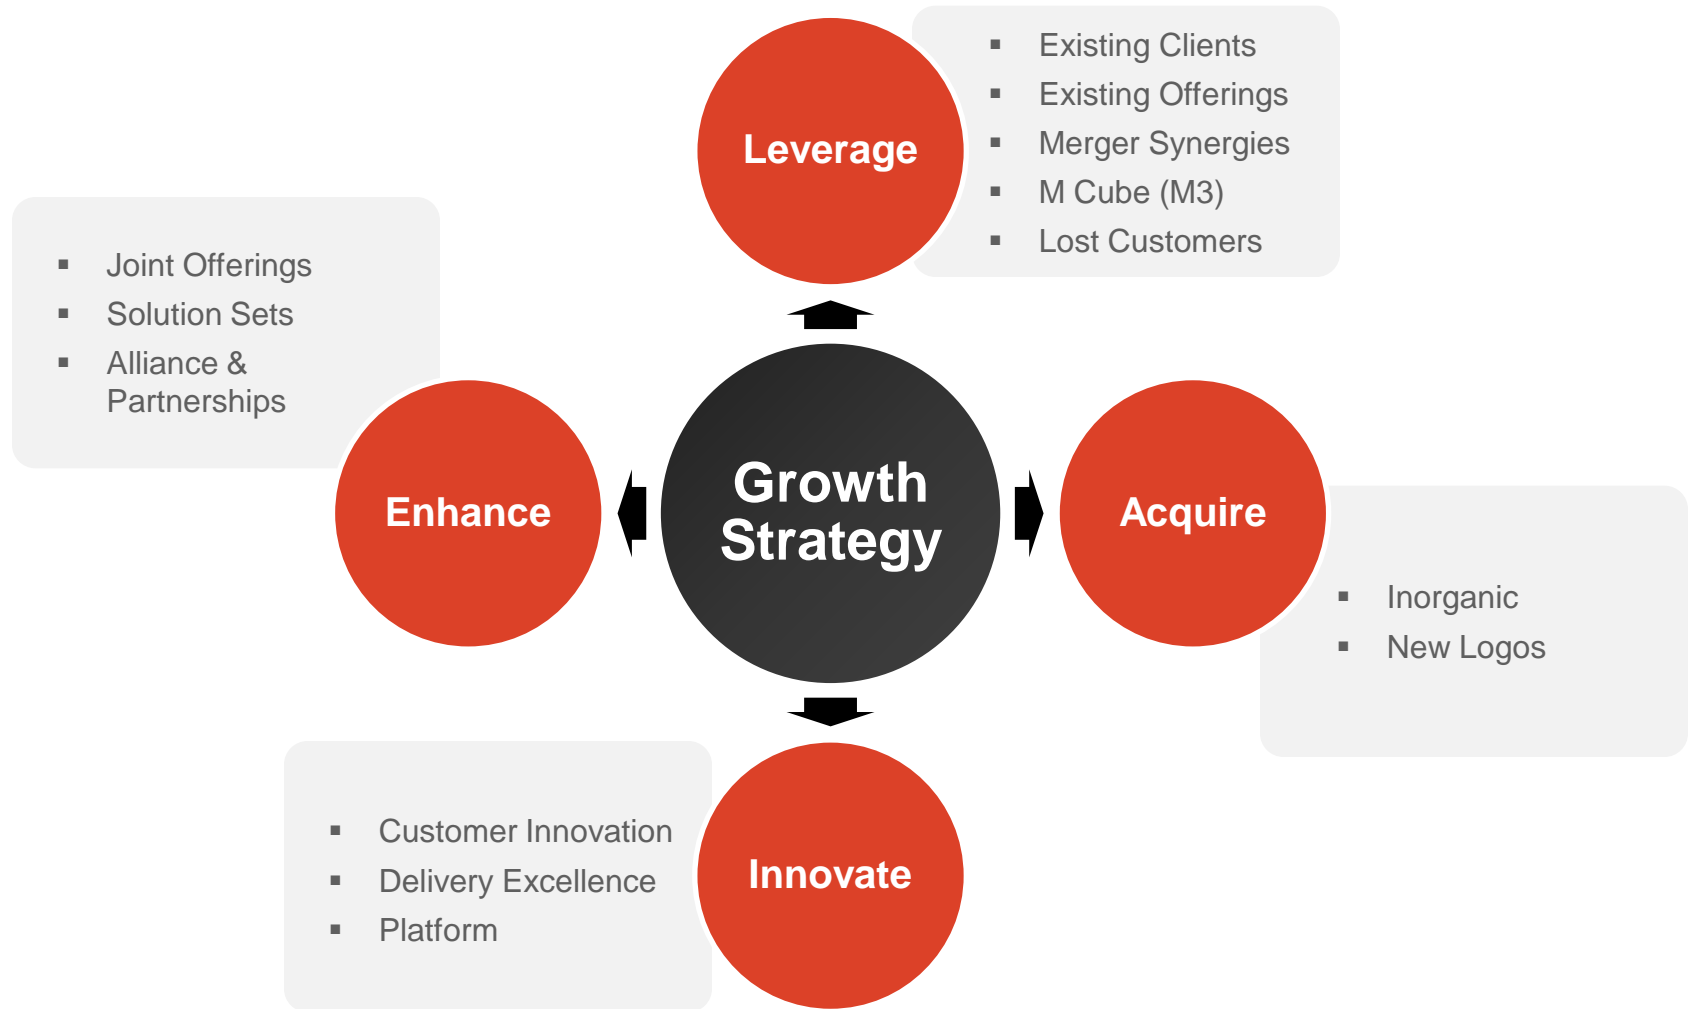 Leverage
▪ Existing Clients
▪ Existing Offerings
▪ Merger Synergies
▪ M Cube (M3)
▪ Lost Customers
▪ Joint Offerings
▪ Solution Sets
▪ Alliance &
Partnerships
Enhance
Growth
Strategy
Acquire
▪ Inorganic
▪ New Logos
▪ Customer Innovation
▪ Delivery Excellence
▪ Platform
Innovate